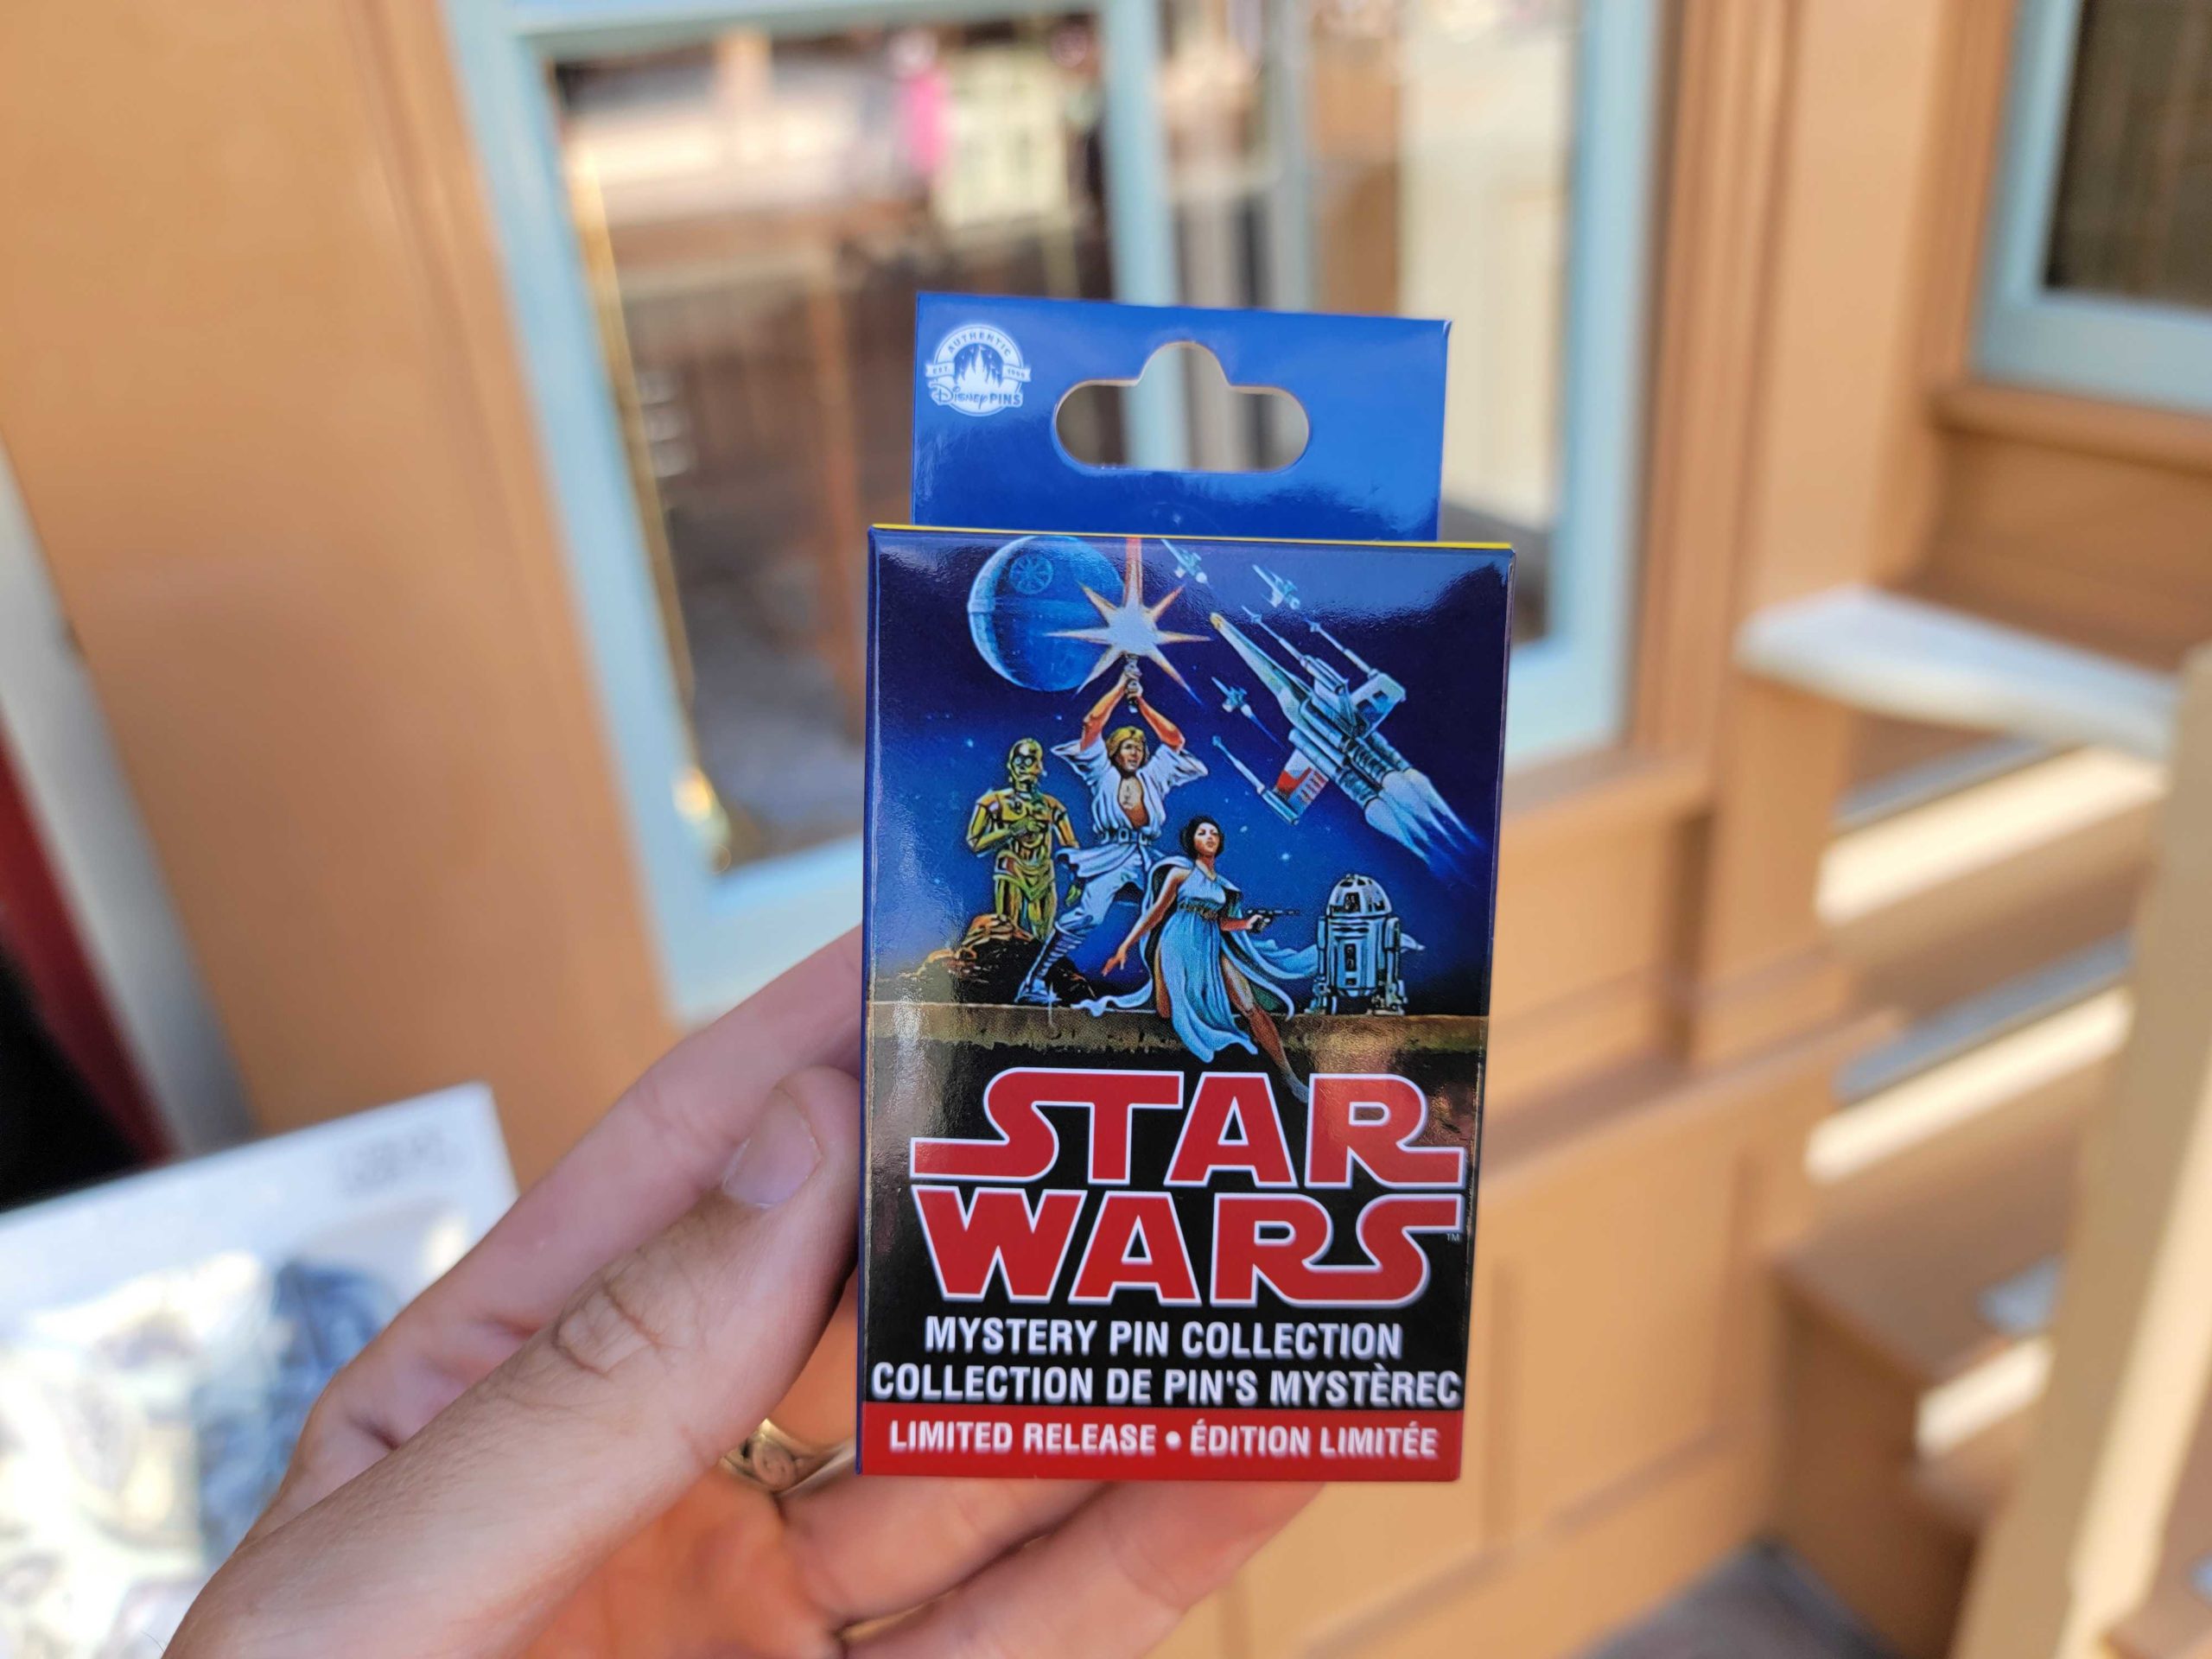 AUTHENTIC
EST. 1999
Disney PINS
STAR
WARS
TM
MYSTERY PIN COLLECTION
COLLECTION DE PIN'S MYSTÈREC
LIMITED RELEASE • ÉDITION LIMITÉE